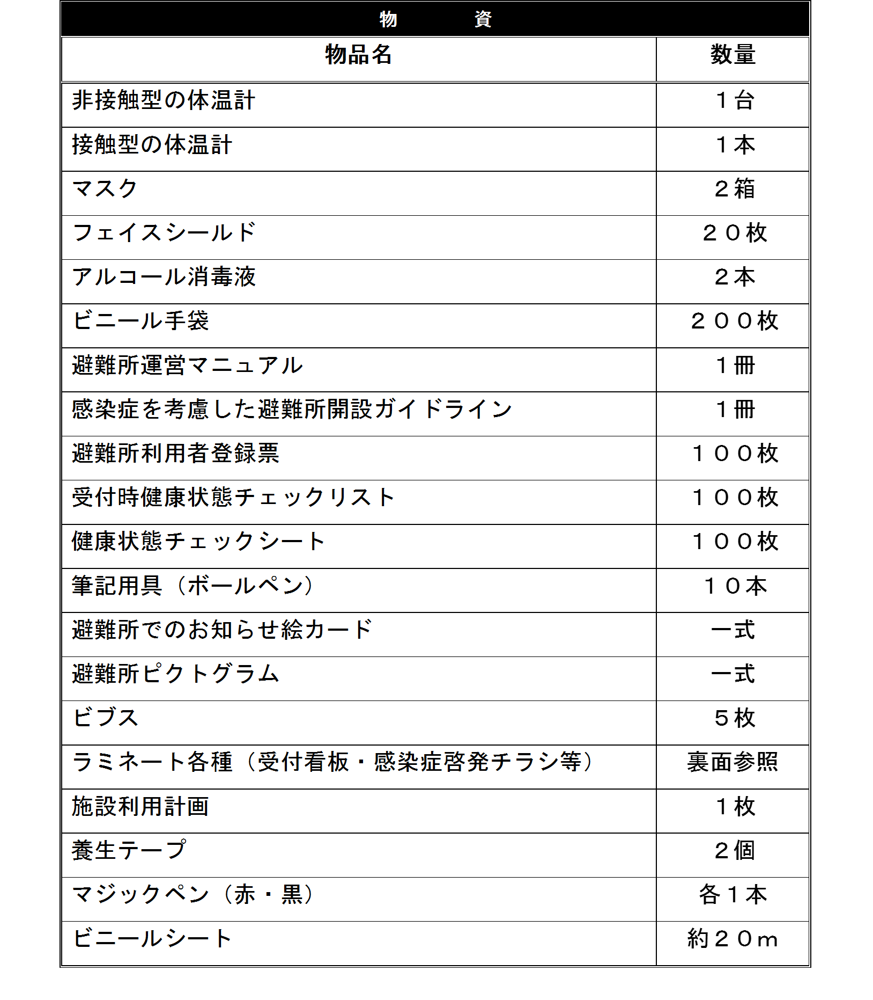 物　　　　資
物品名　数量
非接触型の体温計　１台
接触型の体温計　１本
マスク　２箱
フェイスシールド　２０枚
アルコール消毒液　２本
ビニール手袋　２００枚
避難所運営マニュアル　１冊
感染症を考慮した避難所開設ガイドライン　１冊
避難所利用者登録票　１００枚
受付時健康状態チェックリスト　１００枚
健康状態チェックシート　１００枚
筆記用具（ボールペン）　１０本
避難所でのお知らせ絵カード　一式
避難所ピクトグラム　一式
ビブス　５枚
ラミネート各種（受付看板・感染症啓発チラシ等）　裏面参照
施設利用計画　１枚
養生テープ　２個
マジックペン（赤・黒）　各１本
ビニールシート　約２０ｍ